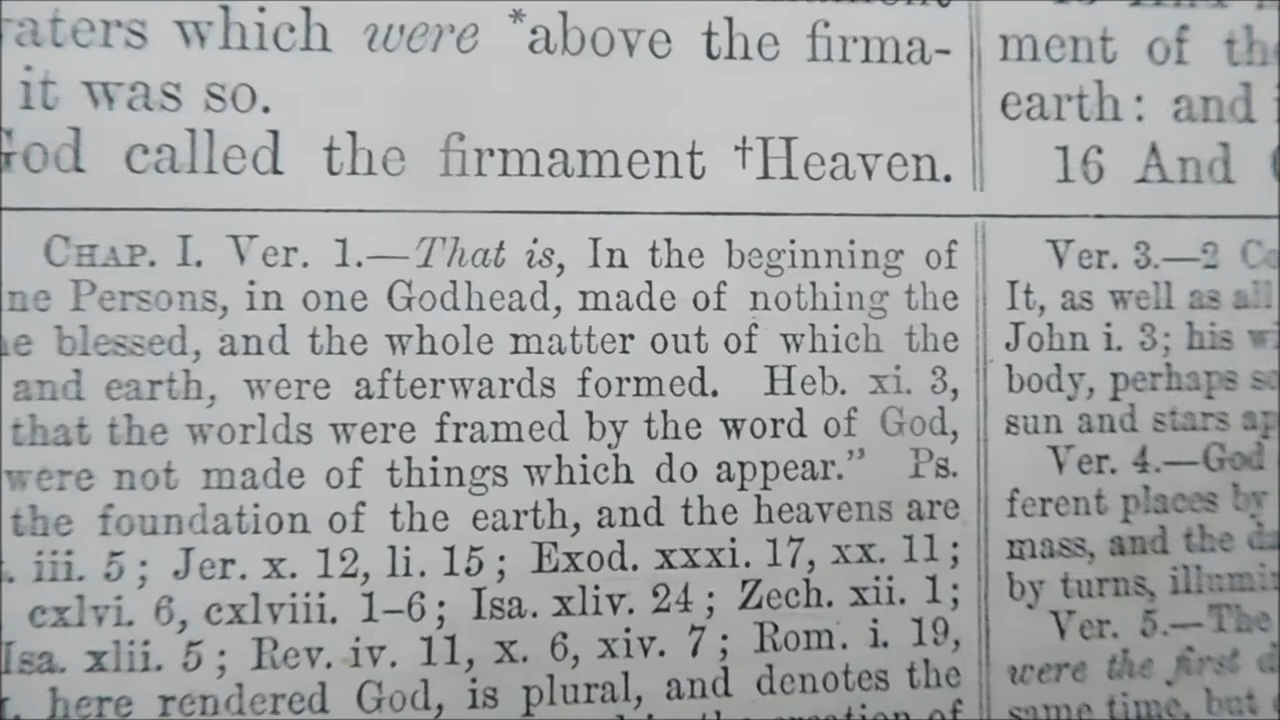 which were *above the firma-
it was so.
called the firmament †Heaven.
CHAP. I. Ver. 1.—That is, In the beginning of
Persons, in one Godhead, made of nothing the
blessed, and the whole matter out of which the
and earth, were afterwards formed. Heb. xi. 3,
that the worlds were framed by the word of God,
were not made of things which do appear.” Ps.
the foundation of the earth, and the heavens are
iii. 5; Jer. x. 12, li. 15; Exod. xxxi. 17, xx. 11;
cxlvi. 6, cxlviii. 1–6; Isa. xliv. 24; Zech. xii. 1;
Isa. xlii. 5; Rev. iv. 11, x. 6, xiv. 7; Rom. i. 19,
here rendered God, is plural, and denotes the
ment of
earth: and
16 And
Ver. 3.—2
It, as well as all
John i. 3; his
body, perhaps
sun and stars
Ver. 4.—God
ferent places by
mass, and the
by turns,
Ver. 5.—The
were the first
same time, but